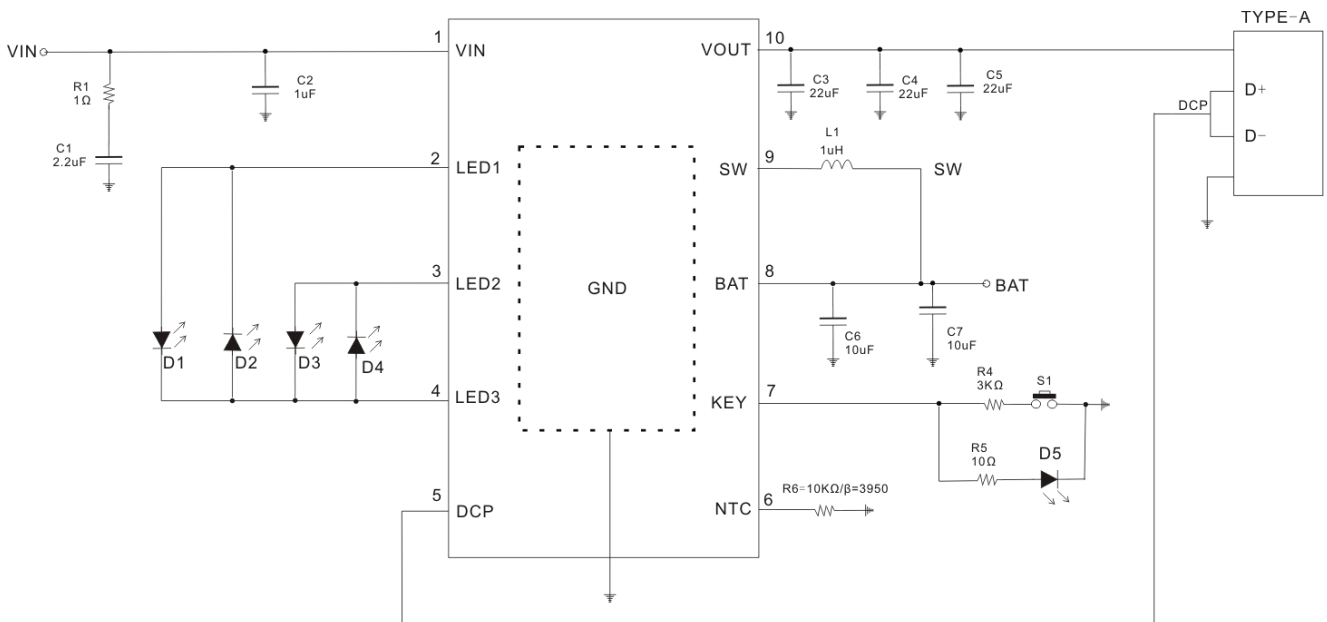 TYPE-A
VIN
1
VIN
VOUT
10
R1
1Ω
C2
1uF
C3
22uF
C4
22uF
C5
22uF
D+
DCP
D-
C1
2.2uF
2
LED1
L1
1uH
SW
9
SW
3
LED2
GND
BAT
8
BAT
D1
D2
D3
D4
C6
10uF
C7
10uF
4
LED3
KEY
7
R4
3KΩ
S1
R5
10Ω
D5
5
DCP
NTC
6
R6=10KΩ/β=3950